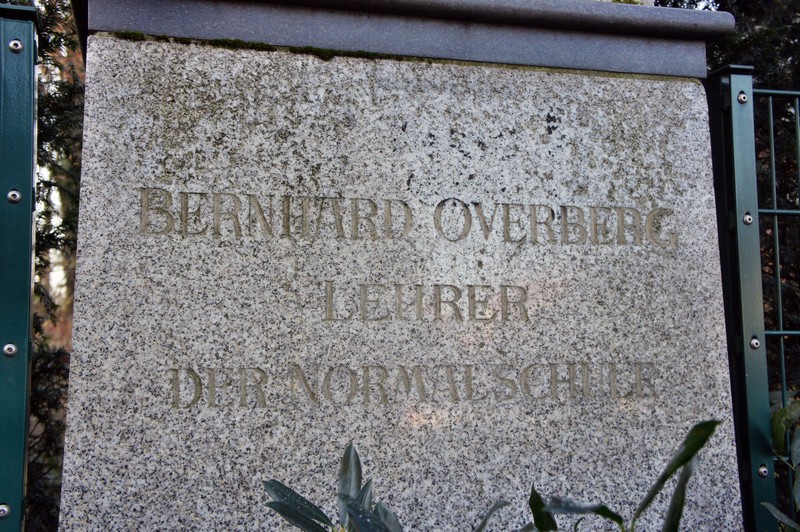 BERNHARD OVERBERG
LEHRER
DER NORMALSCHULE